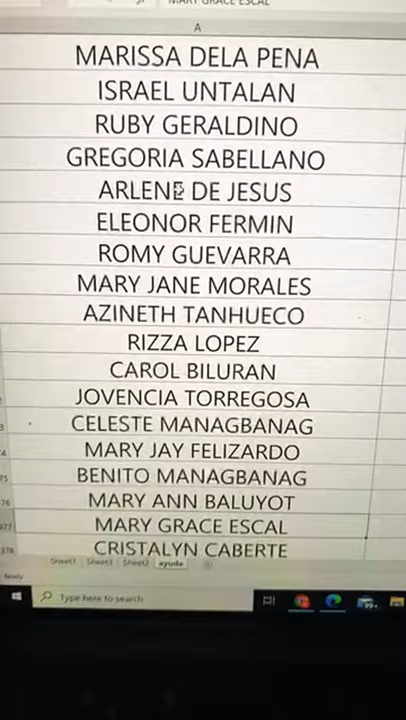 MARY GRACE ESCAL
A
MARISSA DELA PENA
ISRAEL UNTALAN
RUBY GERALDINO
GREGORIA SABELLANO
ARLENE DE JESUS
ELEONOR FERMIN
ROMY GUEVARRA
MARY JANE MORALES
AZINETH TANHUECO
RIZZA LOPEZ
CAROL BILURAN
JOVENCIA TORREGOSA
CELESTE MANAGBANAG
MARY JAY FELIZARDO
BENITO MANAGBANAG
MARY ANN BALUYOT
MARY GRACE ESCAL
378 CRISTALYN CABERTE
Sheet1 Sheet3 Sheet2 ayuda
Ready
Type here to search
99+